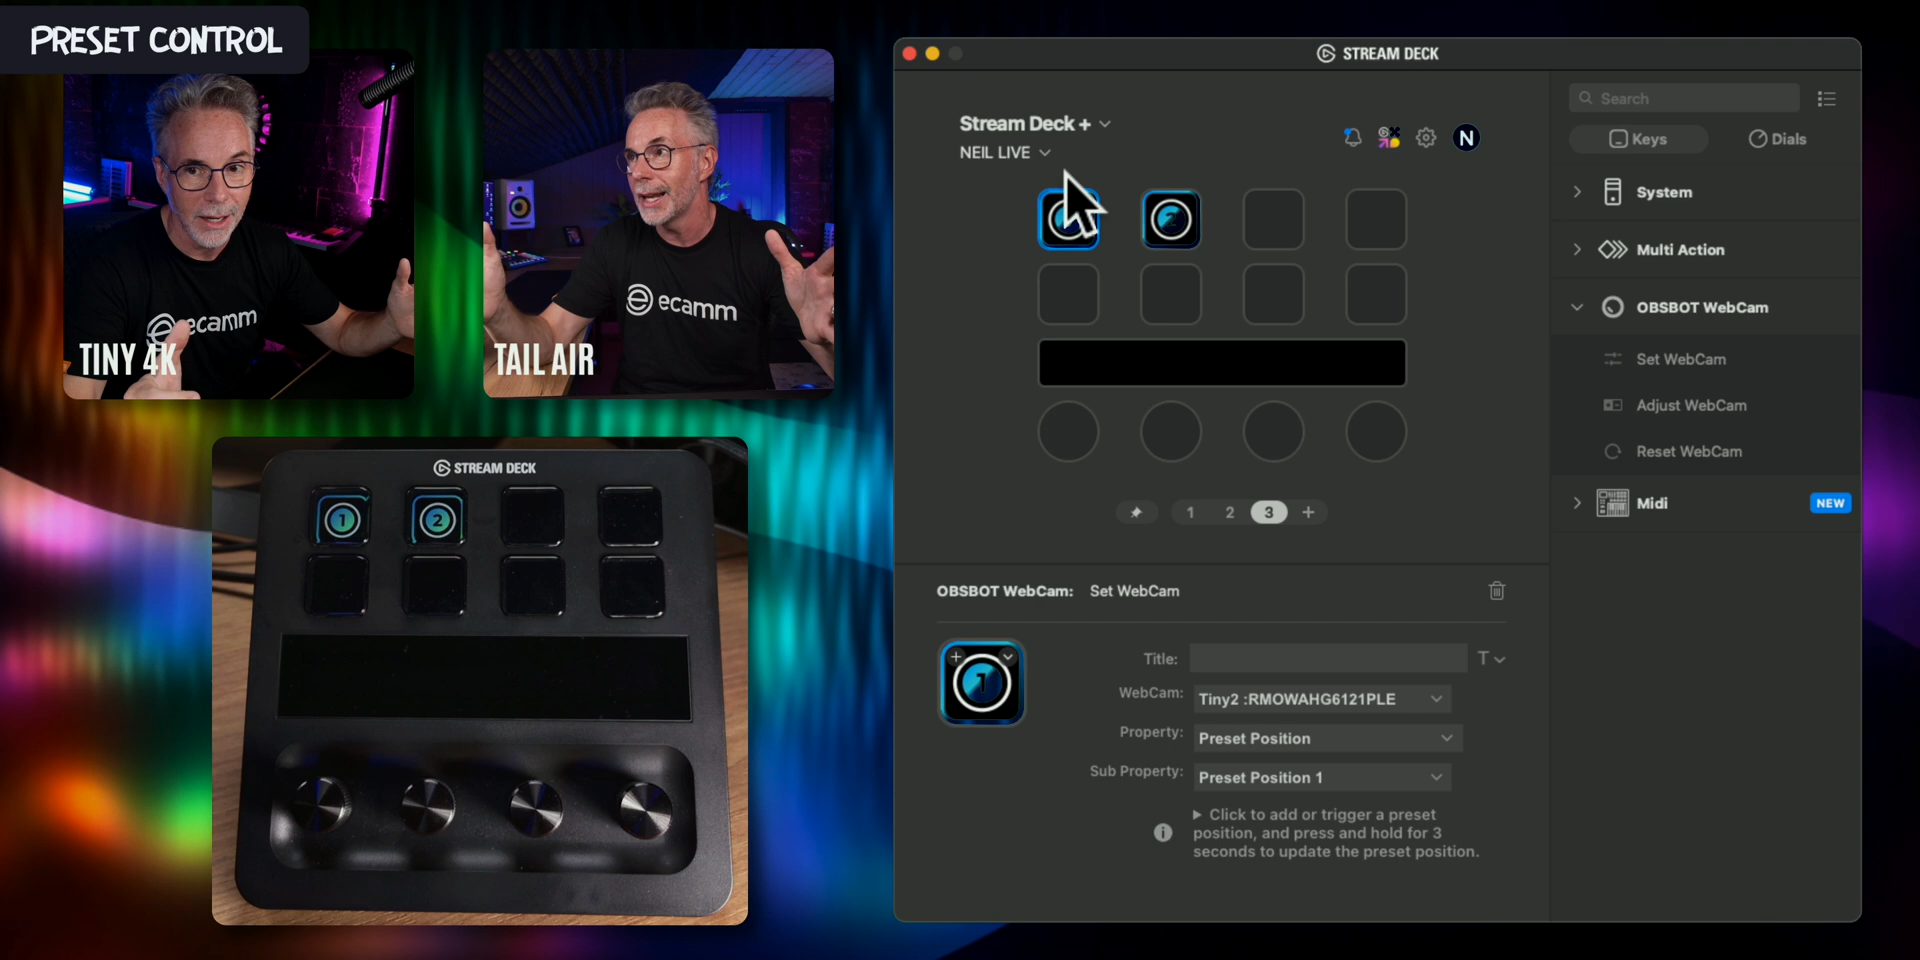 PRESET CONTROL
TINY 4K
ecamm
TAIL AIR
ecamm
STREAM DECK
1
2
STREAM DECK
Stream Deck +
NEIL LIVE
N
2
1
2
3
+
Search
Keys
Dials
System
Multi Action
OBSBOT WebCam
Set WebCam
Adjust WebCam
Reset WebCam
Midi
NEW
OBSBOT WebCam: Set WebCam
1
Title:
T
WebCam: Tiny2 :RMOWAHG6121PLE
Property: Preset Position
Sub Property: Preset Position 1
Click to add or trigger a preset
position, and press and hold for 3
seconds to update the preset position.